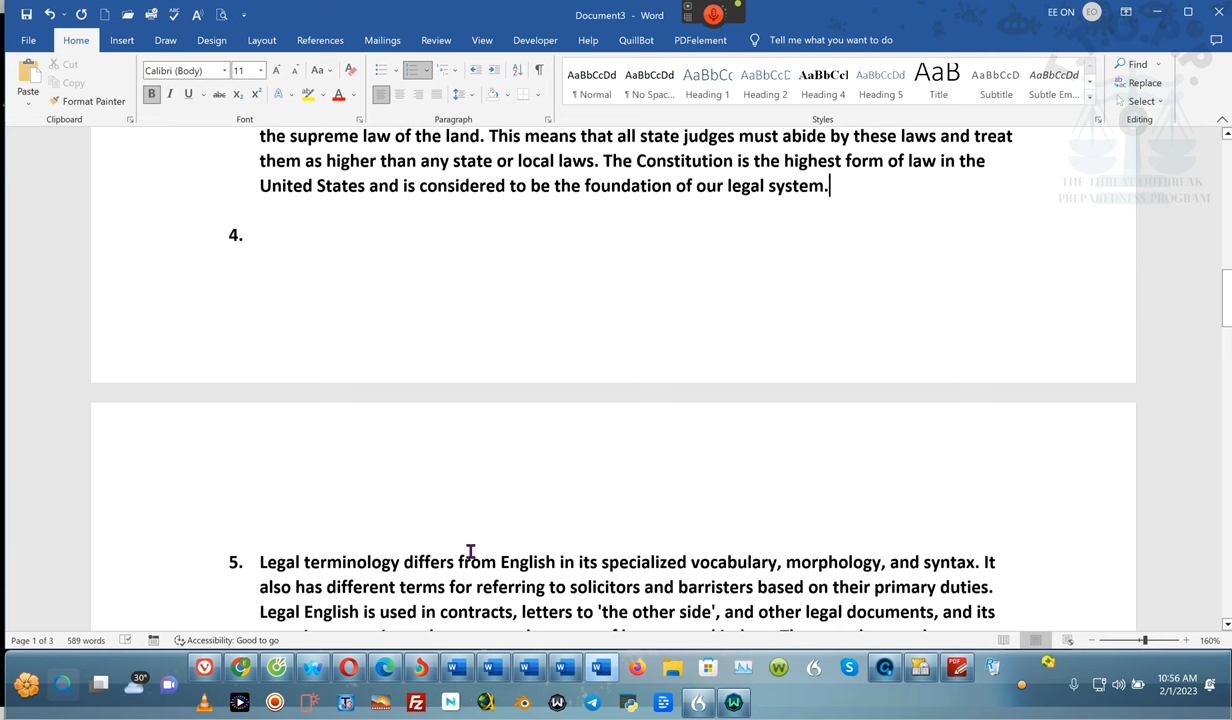 Document3 - Word
EE ON
EO
File Home Insert Draw Design Layout References Mailings Review View Developer Help QuillBot PDFelement Tell me what you want to do
Cut
Copy
Paste
Format Painter
Calibri (Body) 11
AaBbCcDd AaBbCcDd AaBbCc AaBbCcD AaBbCcI AaBbCcDd AaB AaBbCcD AaBbCcDd
¶ Normal ¶ No Spac... Heading 1 Heading 2 Heading 4 Heading 5 Title Subtitle Subtle Em...
Find
Replace
Select
Clipboard Font Paragraph Styles Editing
THE THREAT OUTBREAK
PREPAREDNESS PROGRAM
the supreme law of the land. This means that all state judges must abide by these laws and treat
them as higher than any state or local laws. The Constitution is the highest form of law in the
United States and is considered to be the foundation of our legal system.
4.
5. Legal terminology differs from English in its specialized vocabulary, morphology, and syntax. It
also has different terms for referring to solicitors and barristers based on their primary duties.
Legal English is used in contracts, letters to 'the other side', and other legal documents, and its
Page 1 of 3 589 words Accessibility: Good to go 160%
30°
10:56 AM
2/1/2023